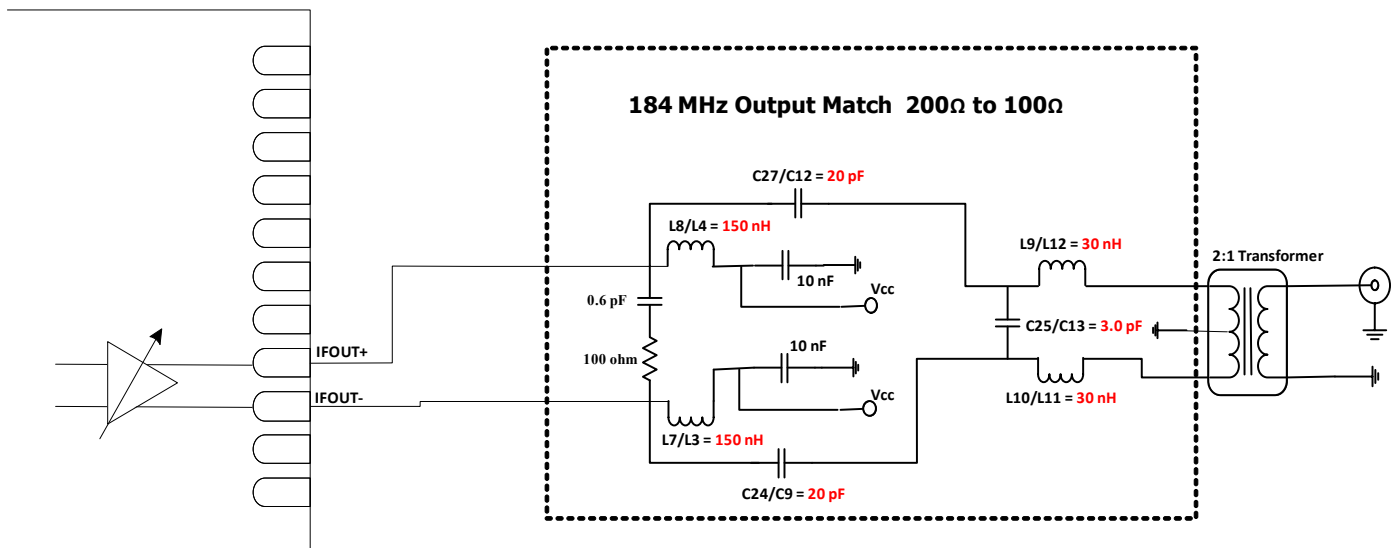 184 MHz Output Match 200Ω to 100Ω
C27/C12 = 20 pF
L8/L4 = 150 nH
10 nF
Vcc
L9/L12 = 30 nH
2:1 Transformer
0.6 pF
C25/C13 = 3.0 pF
100 ohm
10 nF
IFOUT+
IFOUT-
Vcc
L10/L11 = 30 nH
L7/L3 = 150 nH
C24/C9 = 20 pF